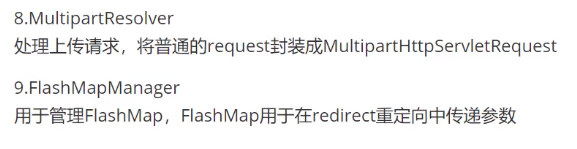 8.MultipartResolver
处理上传请求，将普通的request封装成MultipartHttpServletRequest
9.FlashMapManager
用于管理FlashMap，FlashMap用于在redirect重定向中传递参数